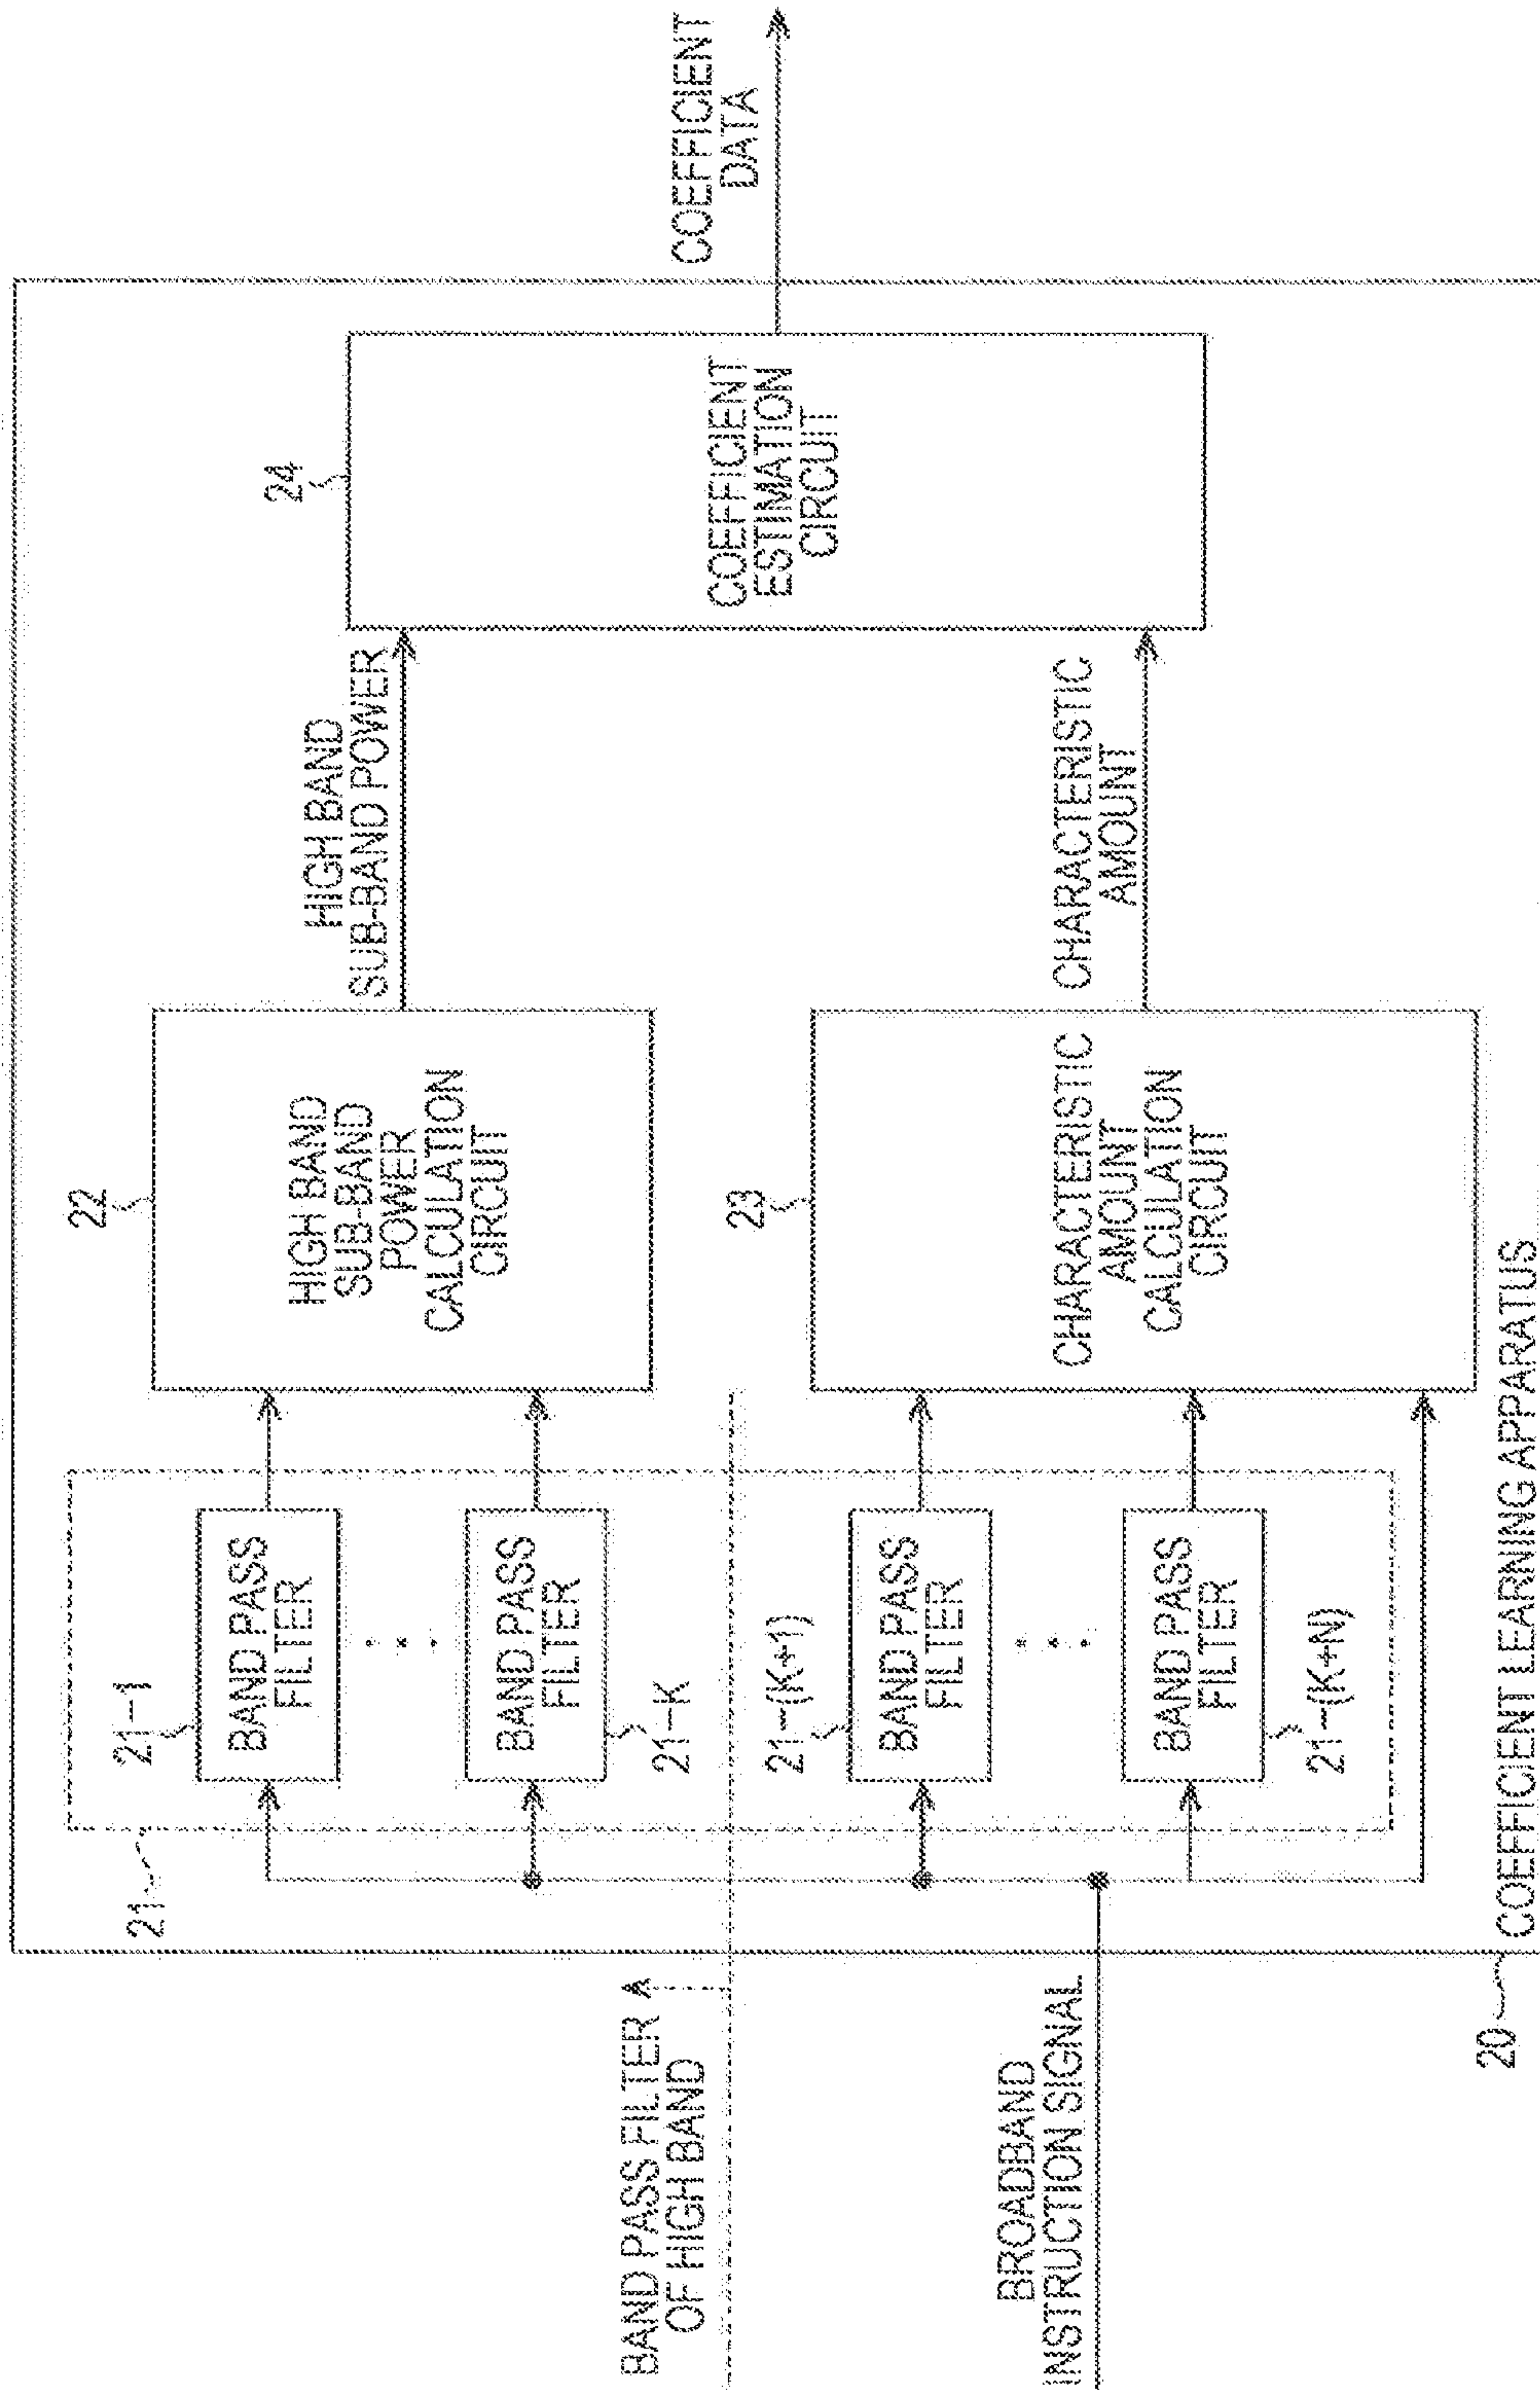 BAND PASS FILTER
OF HIGH BAND
BROADBAND
INSTRUCTION SIGNAL
20
COEFFICIENT LEARNING APPARATUS
21
21-1
BAND PASS
FILTER
BAND PASS
FILTER
21-K
21-(K+1)
BAND PASS
FILTER
BAND PASS
FILTER
21-(K+N)
22
HIGH BAND
SUB-BAND
POWER
CALCULATION
CIRCUIT
23
CHARACTERISTIC
AMOUNT
CALCULATION
CIRCUIT
HIGH BAND
SUB-BAND POWER
CHARACTERISTIC
AMOUNT
24
COEFFICIENT
ESTIMATION
CIRCUIT
COEFFICIENT
DATA